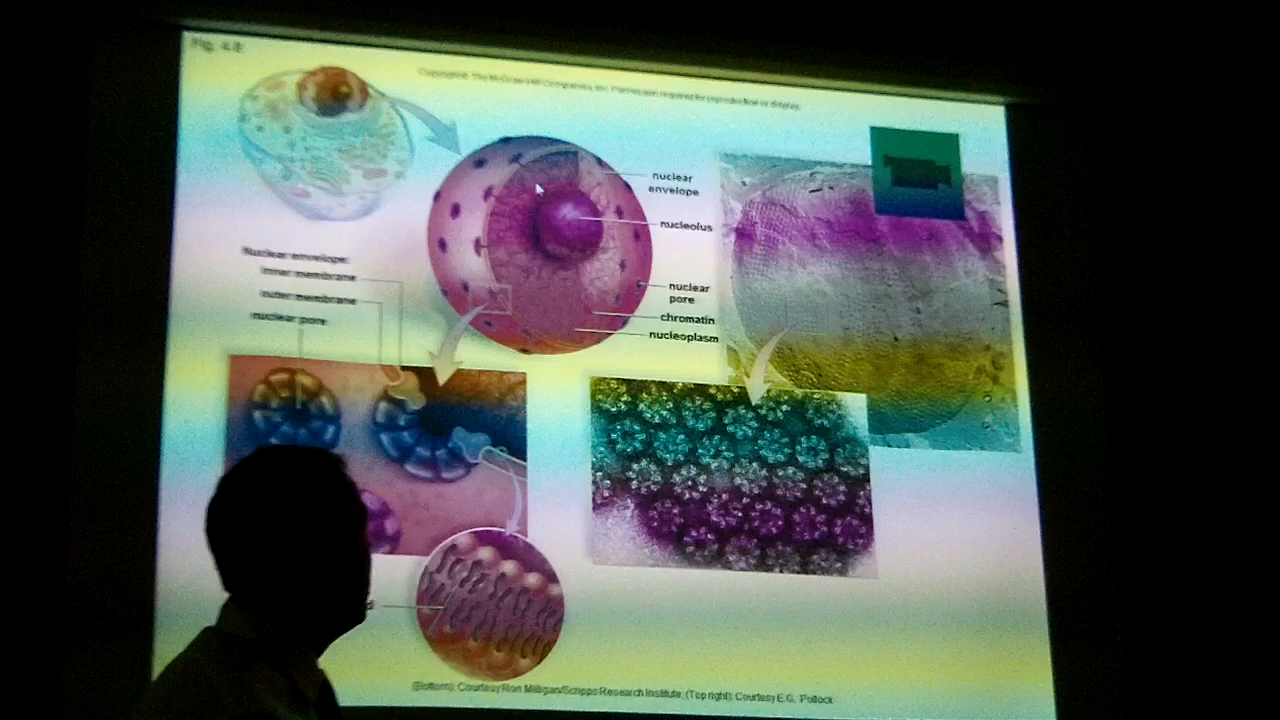 Fig. 4.8
Copyright © The McGraw-Hill Companies, Inc. Permission required for reproduction or display.
nuclear
envelope
nucleolus
Nuclear envelope:
inner membrane
outer membrane
nuclear pore
nuclear
pore
chromatin
nucleoplasm
(Bottom): Courtesy Ron Milligan/Scripps Research Institute; (Top right): Courtesy E.G. Pollock